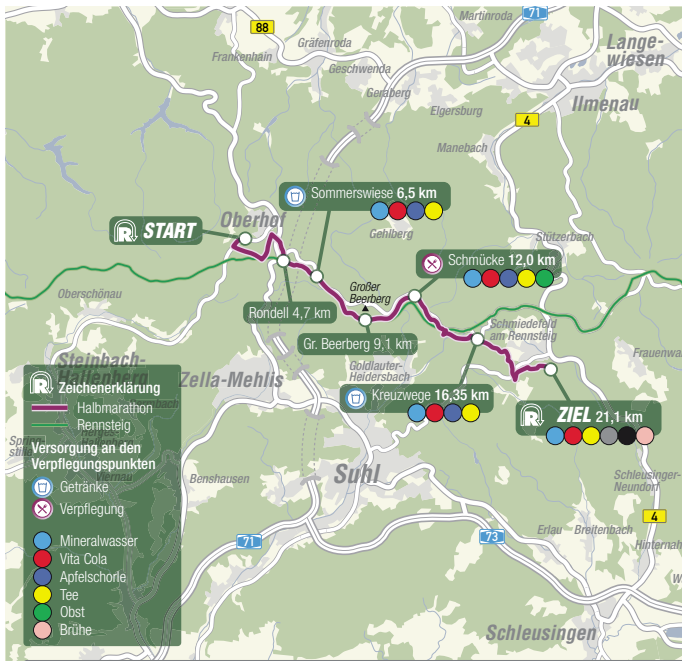 Martinroda
71
88
Gräfenroda
Lange-
wiesen
Frankenhain
Geschwenda
Geraberg
Elgersburg
Ilmenau
4
Manebach
Sommerswiese 6,5 km
R START
Oberhof
Gehlberg
Stützerbach
Schmücke 12,0 km
Oberschönau
Großer
Beerberg
Rondell 4,7 km
Gr. Beerberg 9,1 km
Schmiedefeld
am Rennsteig
Steinbach-
Hallenberg
Frauenwa
Goldlauter-
Heidersbach
Zella-Mehlis
Kreuzwege 16,35 km
R ZIEL 21,1 km
R Zeichenerklärung
Halbmarathon
Rennsteig
Versorgung an den
Verpflegungspunkten
Getränke
Verpflegung
Mineralwasser
Vita Cola
Apfelschorle
Tee
Obst
Brühe
Viernau
Benshausen
Suhl
Schleusinger-
Neundorf
4
71
73
Erlau
Breitenbach
Hinternah
Schleusingen